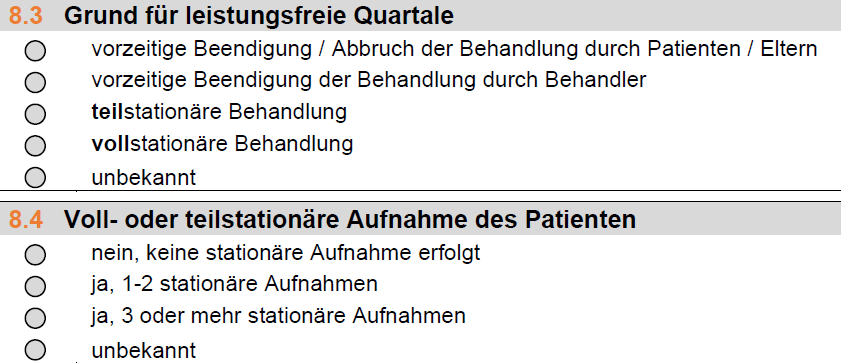 8.3 Grund für leistungsfreie Quartale
vorzeitige Beendigung / Abbruch der Behandlung durch Patienten / Eltern
vorzeitige Beendigung der Behandlung durch Behandler
teilstationäre Behandlung
vollstationäre Behandlung
unbekannt
8.4 Voll- oder teilstationäre Aufnahme des Patienten
nein, keine stationäre Aufnahme erfolgt
ja, 1-2 stationäre Aufnahmen
ja, 3 oder mehr stationäre Aufnahmen
unbekannt